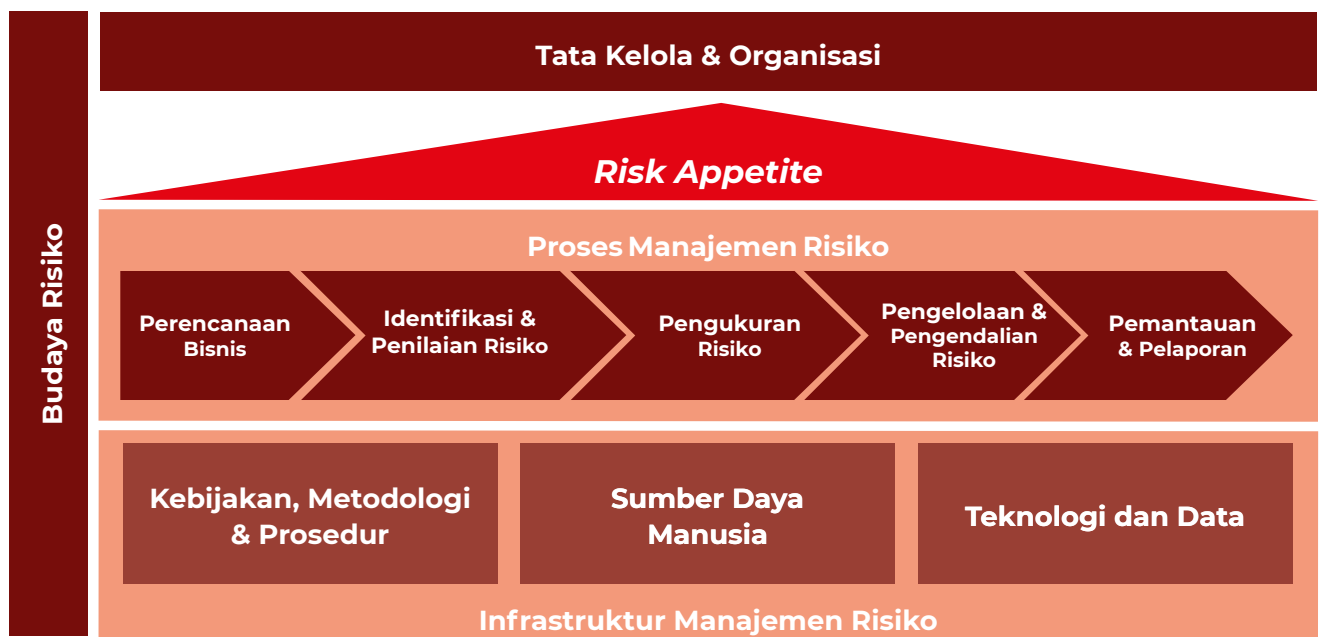 Budaya Risiko
Tata Kelola & Organisasi
Risk Appetite
Proses Manajemen Risiko
Perencanaan
Bisnis
Identifikasi &
Penilaian Risiko
Pengukuran
Risiko
Pengelolaan &
Pengendalian
Risiko
Pemantauan
& Pelaporan
Kebijakan, Metodologi
& Prosedur
Sumber Daya
Manusia
Teknologi dan Data
Infrastruktur Manajemen Risiko